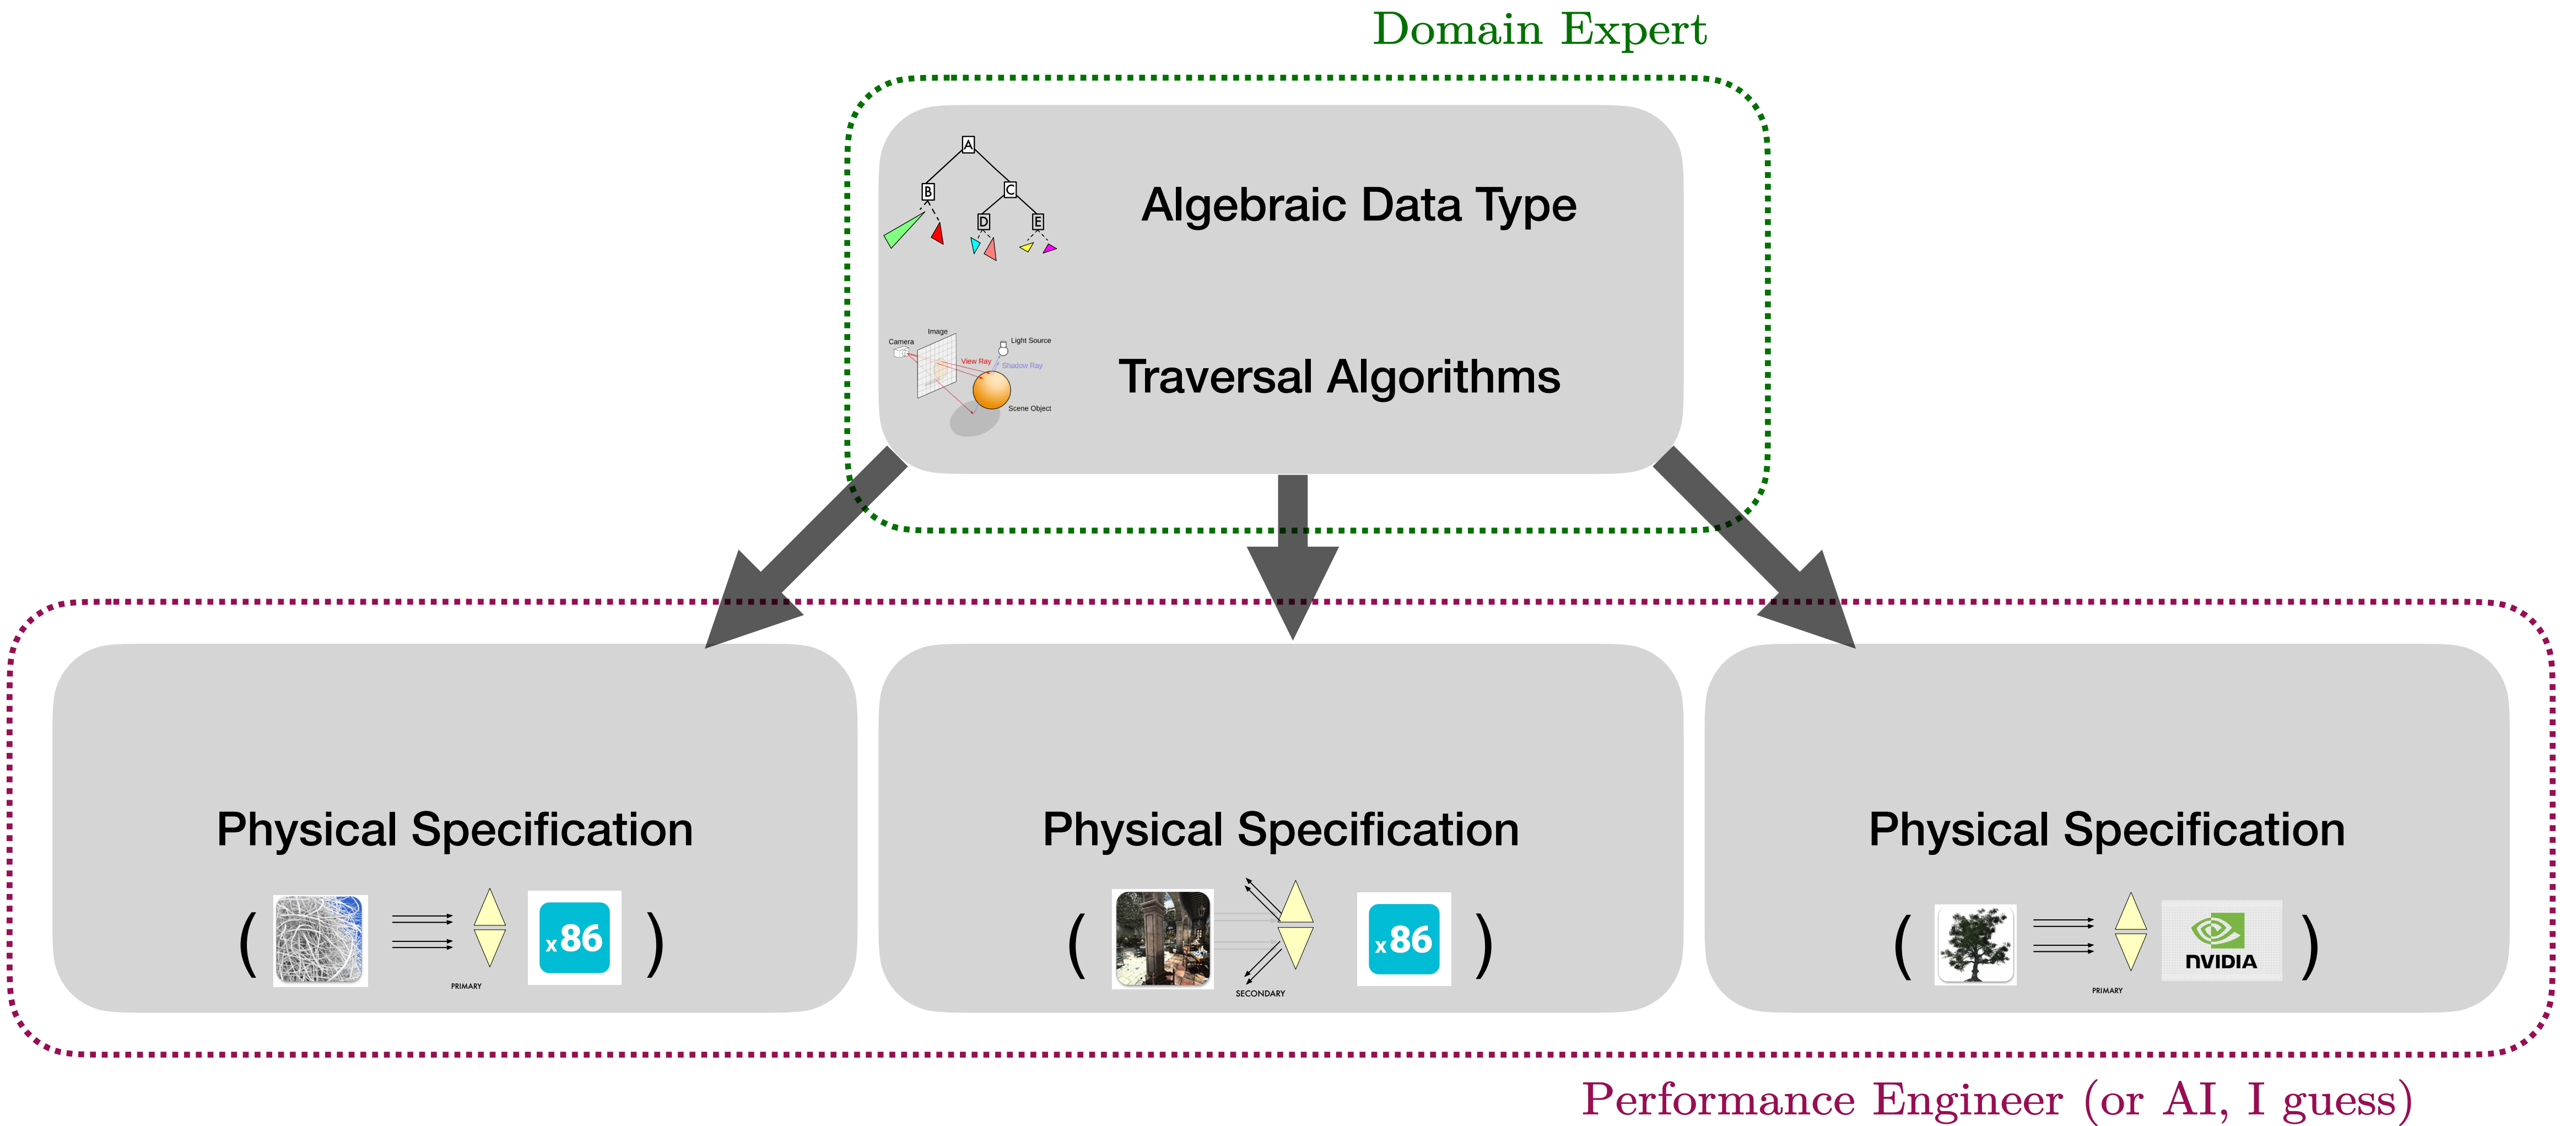 Domain Expert
A
B
C
D
E
Algebraic Data Type
Image
Camera
Light Source
View Ray
Shadow Ray
Scene Object
Traversal Algorithms
Physical Specification
( x86 )
PRIMARY
Physical Specification
( x86 )
SECONDARY
Physical Specification
( NVIDIA )
PRIMARY
Performance Engineer (or AI, I guess)